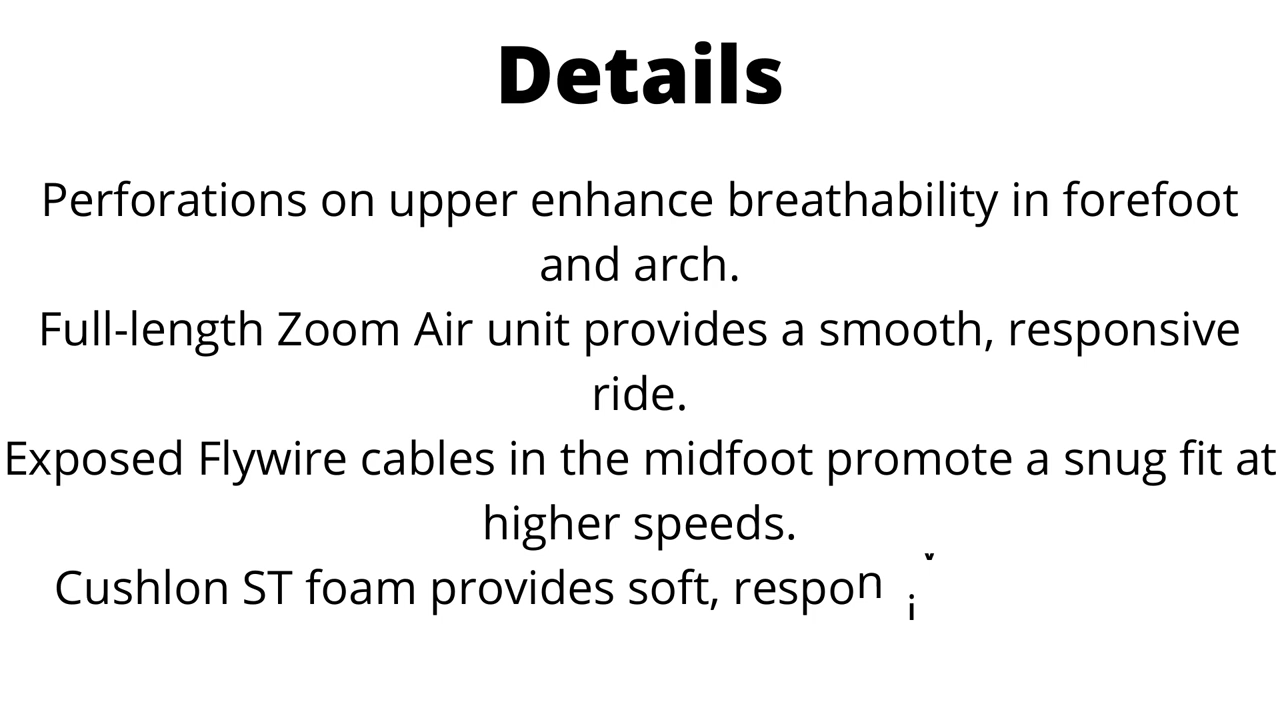 Details
Perforations on upper enhance breathability in forefoot
and arch.
Full-length Zoom Air unit provides a smooth, responsive
ride.
Exposed Flywire cables in the midfoot promote a snug fit at
higher speeds.
Cushlon ST foam provides soft,